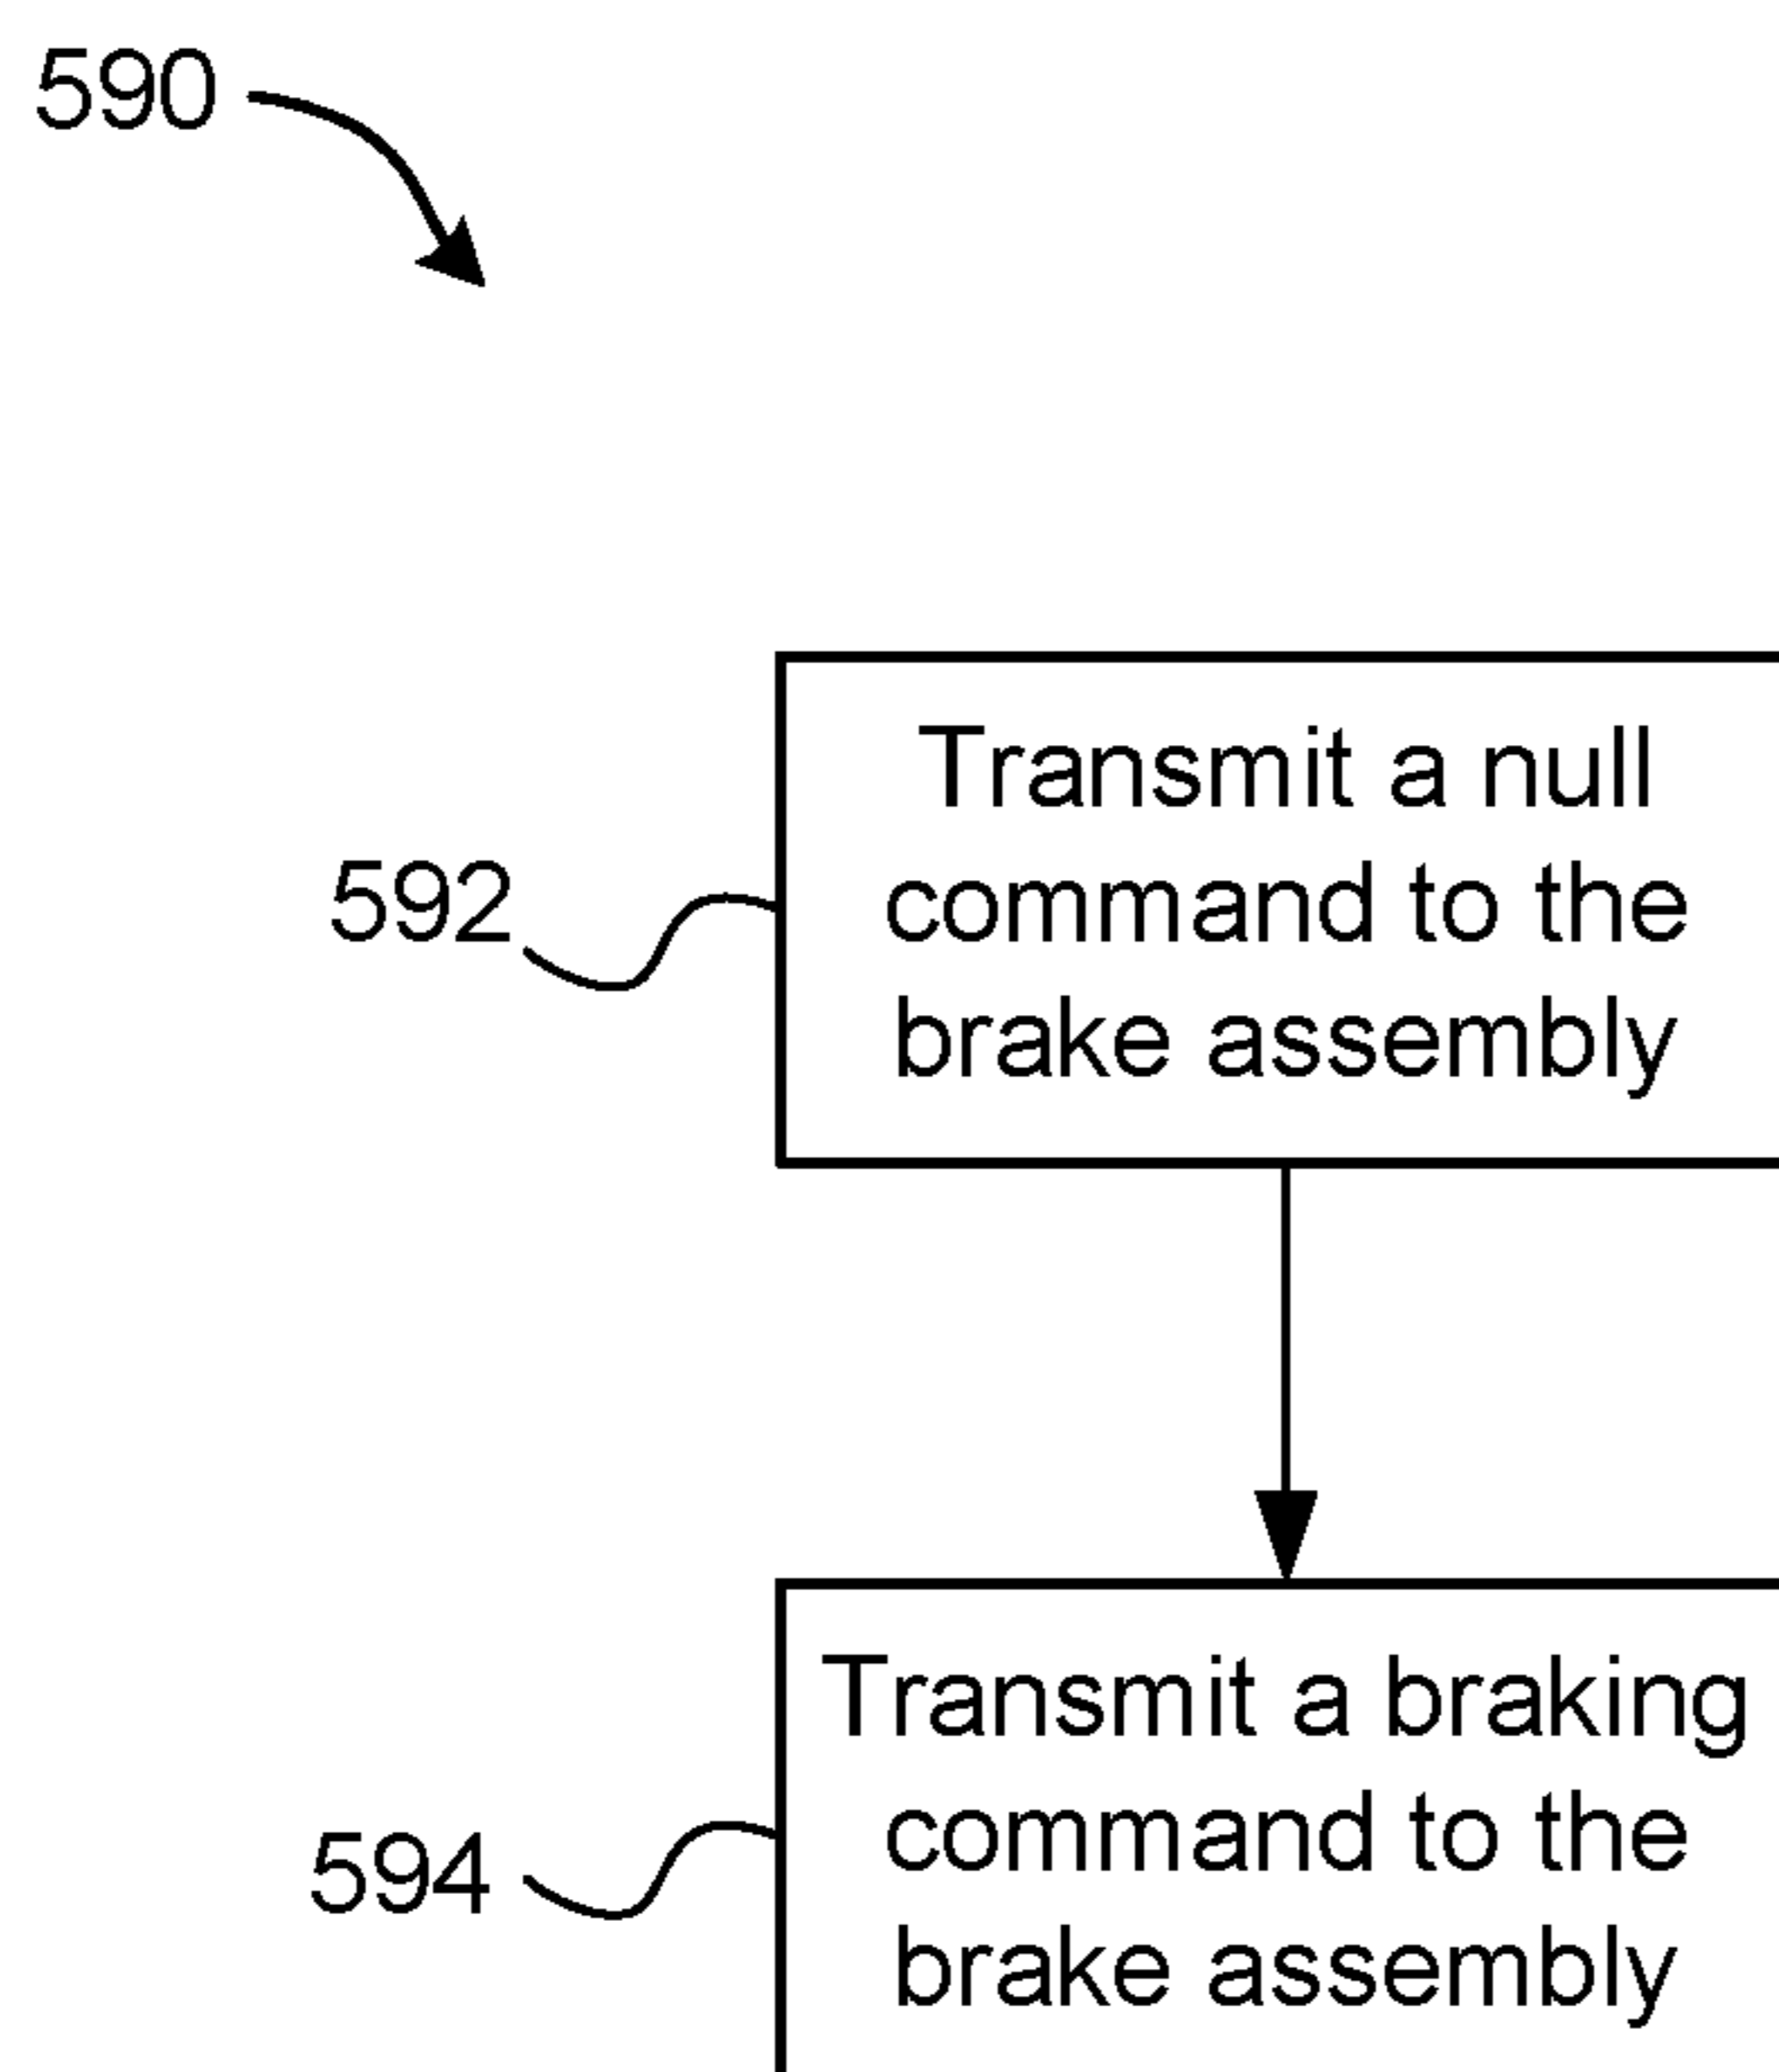 590
Transmit a null
592
command to the
brake assembly
Transmit a braking
594
command to the
brake assembly